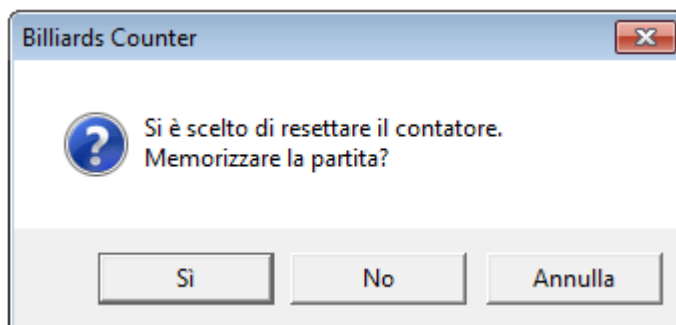 Billiards Counter
Si è scelto di resettare il contatore.
Memorizzare la partita?
Sì
No
Annulla